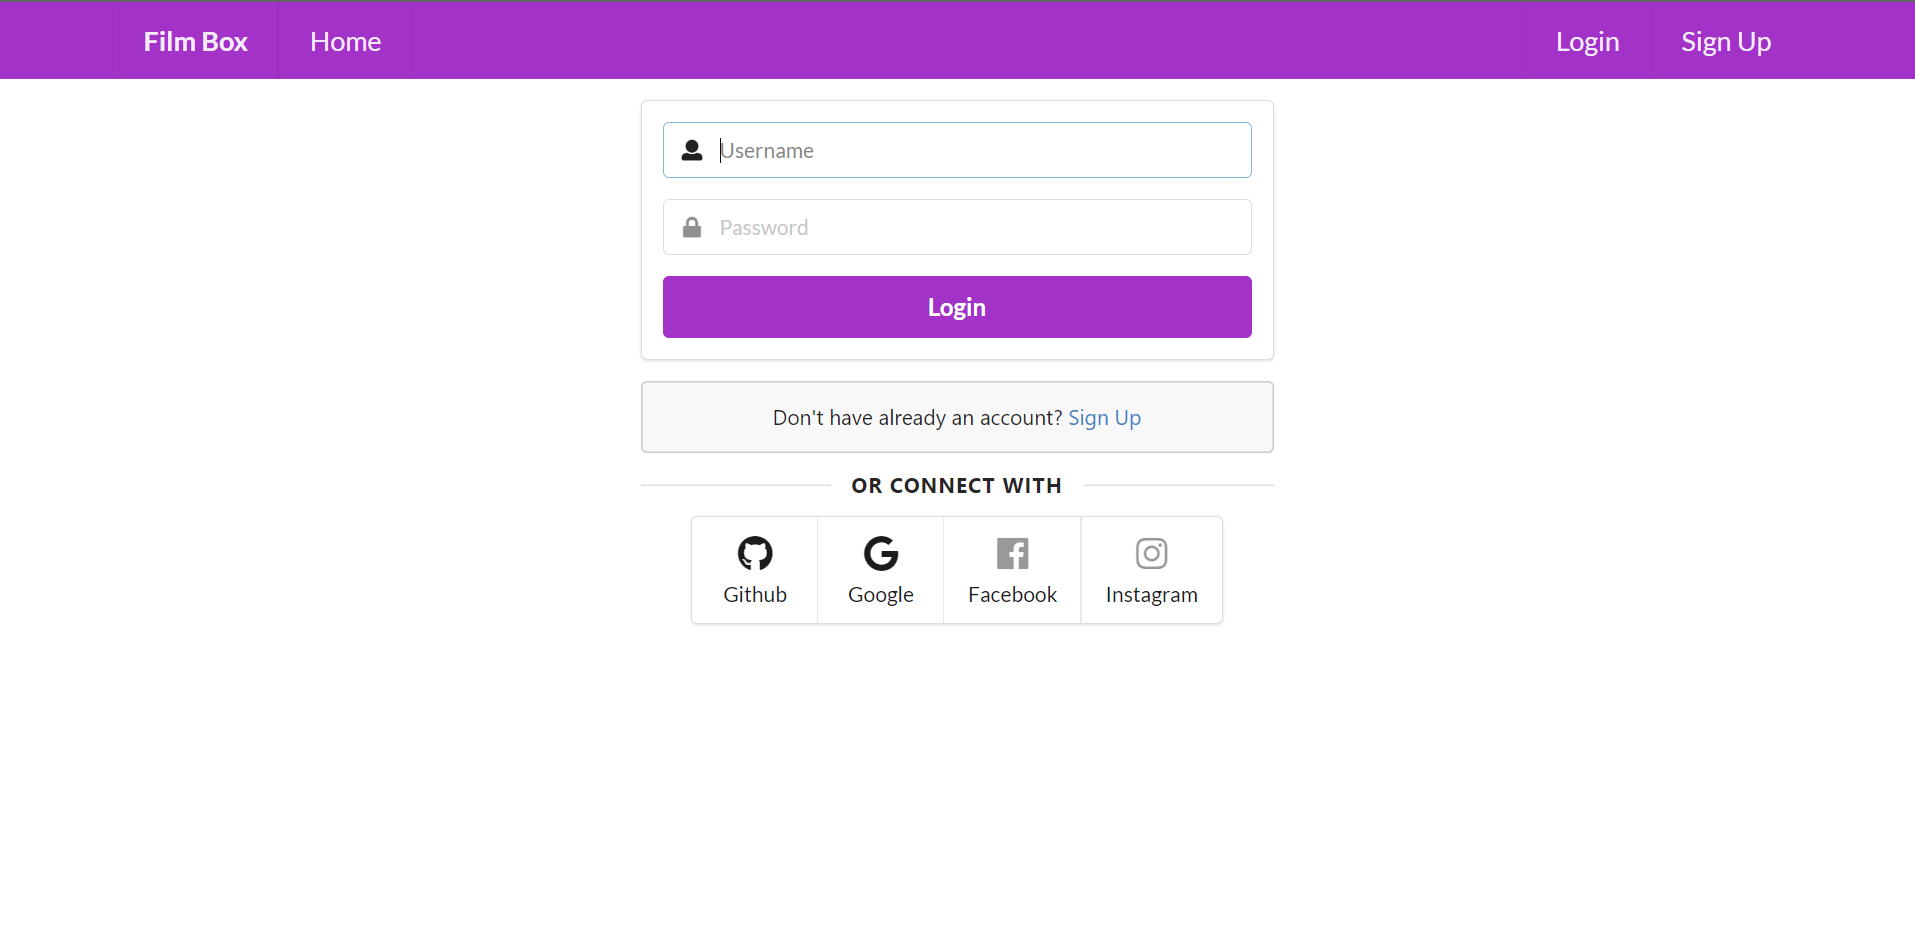 Film Box Home Login Sign Up
Username
Password
Login
Don't have already an account? Sign Up
OR CONNECT WITH
Github Google Facebook Instagram